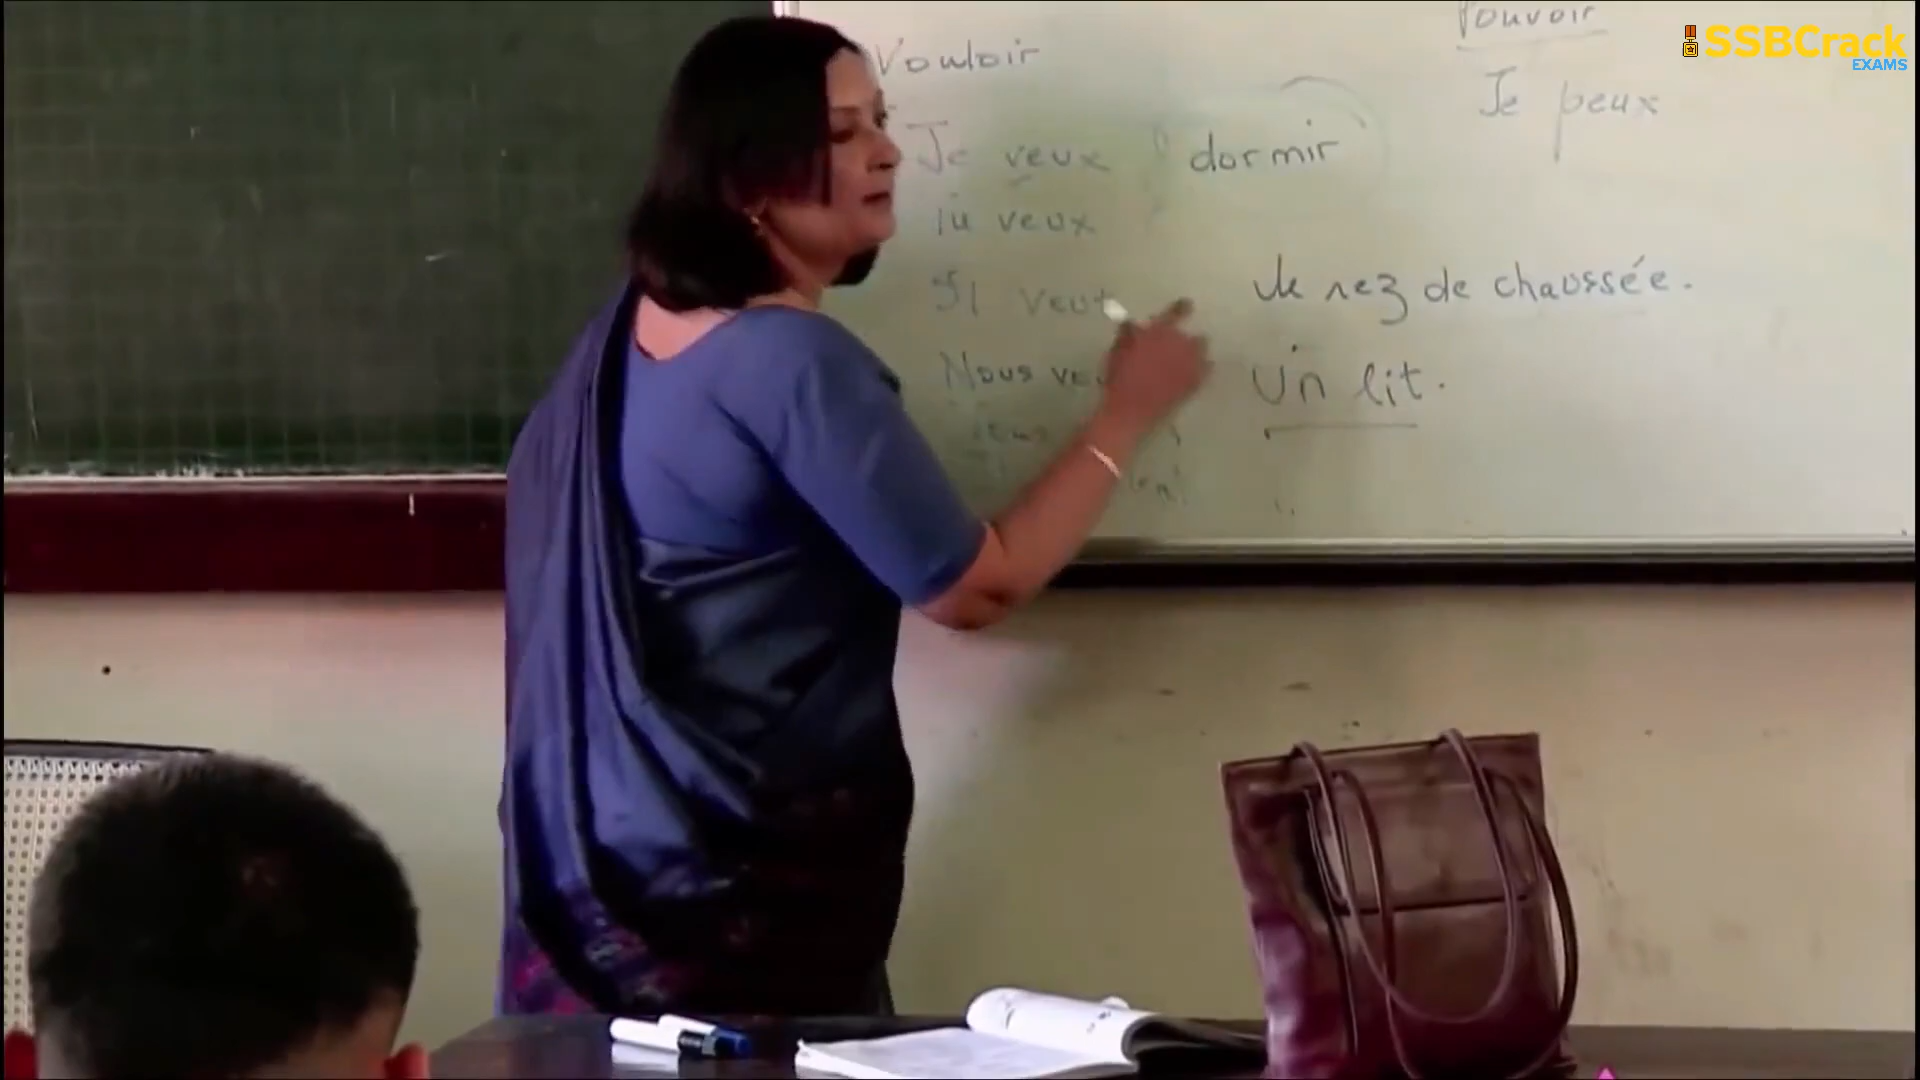 Vouloir
Je veux
Tu veux
Il veut
Nous
dormir
le rez de chaussée.
Un lit.
Pouvoir
Je peux
SSBCrack
EXAMS